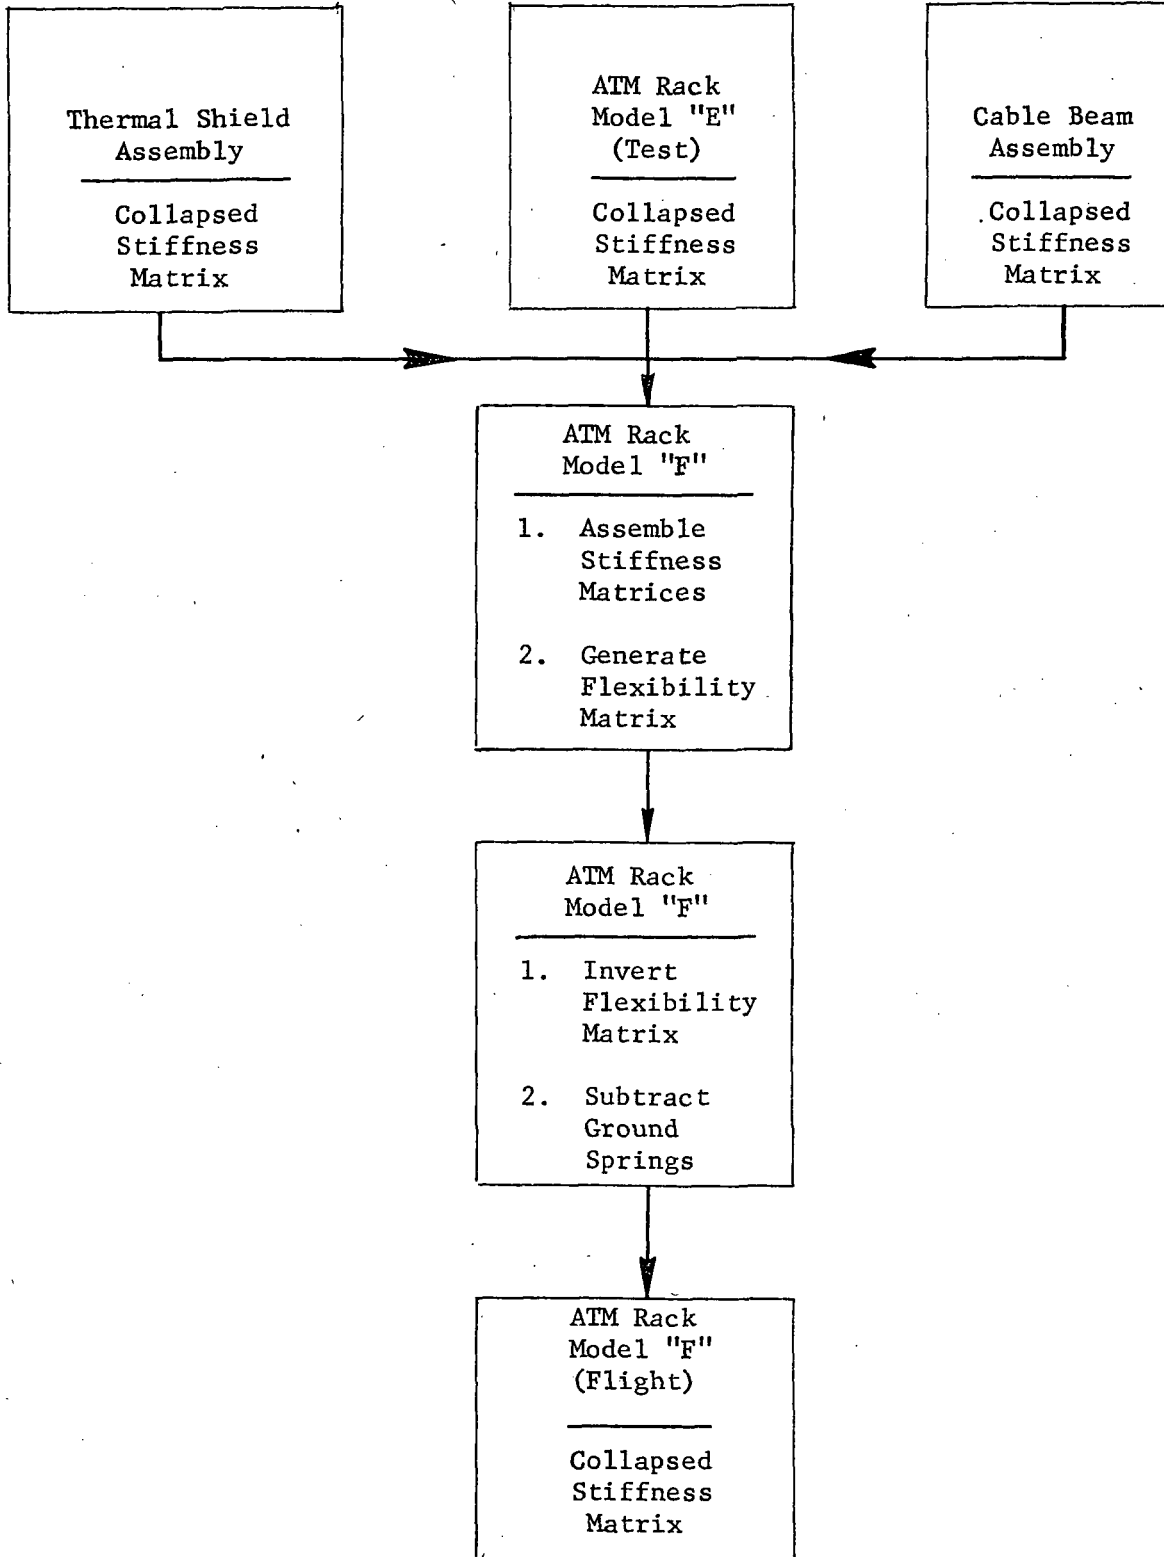 Thermal Shield
Assembly
Collapsed
Stiffness
Matrix
ATM Rack
Model "E"
(Test)
Collapsed
Stiffness
Matrix
Cable Beam
Assembly
Collapsed
Stiffness
Matrix
ATM Rack
Model "F"
1. Assemble
Stiffness
Matrices
2. Generate
Flexibility
Matrix
ATM Rack
Model "F"
1. Invert
Flexibility
Matrix
2. Subtract
Ground
Springs
ATM Rack
Model "F"
(Flight)
Collapsed
Stiffness
Matrix